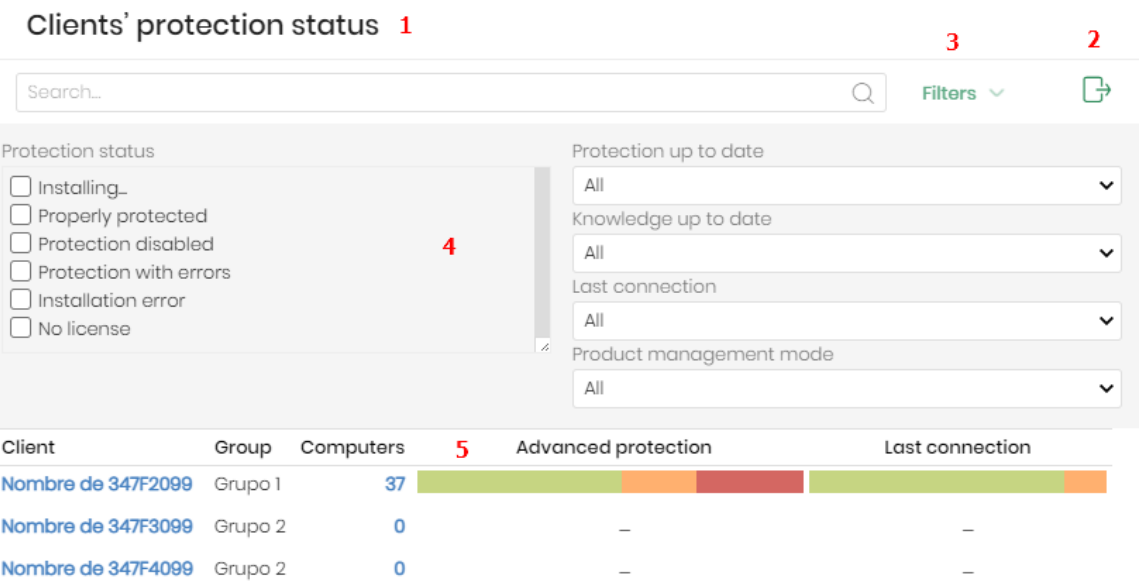 Clients' protection status 1
3 2
Search...
Filters
Protection status
Installing...
Properly protected
Protection disabled
4
Protection with errors
Installation error
No license
Protection up to date
All
Knowledge up to date
All
Last connection
All
Product management mode
All
Client Group Computers 5 Advanced protection Last connection
Nombre de 347F2099 Grupo 1 37
Nombre de 347F3099 Grupo 2 0 – –
Nombre de 347F4099 Grupo 2 0 – –